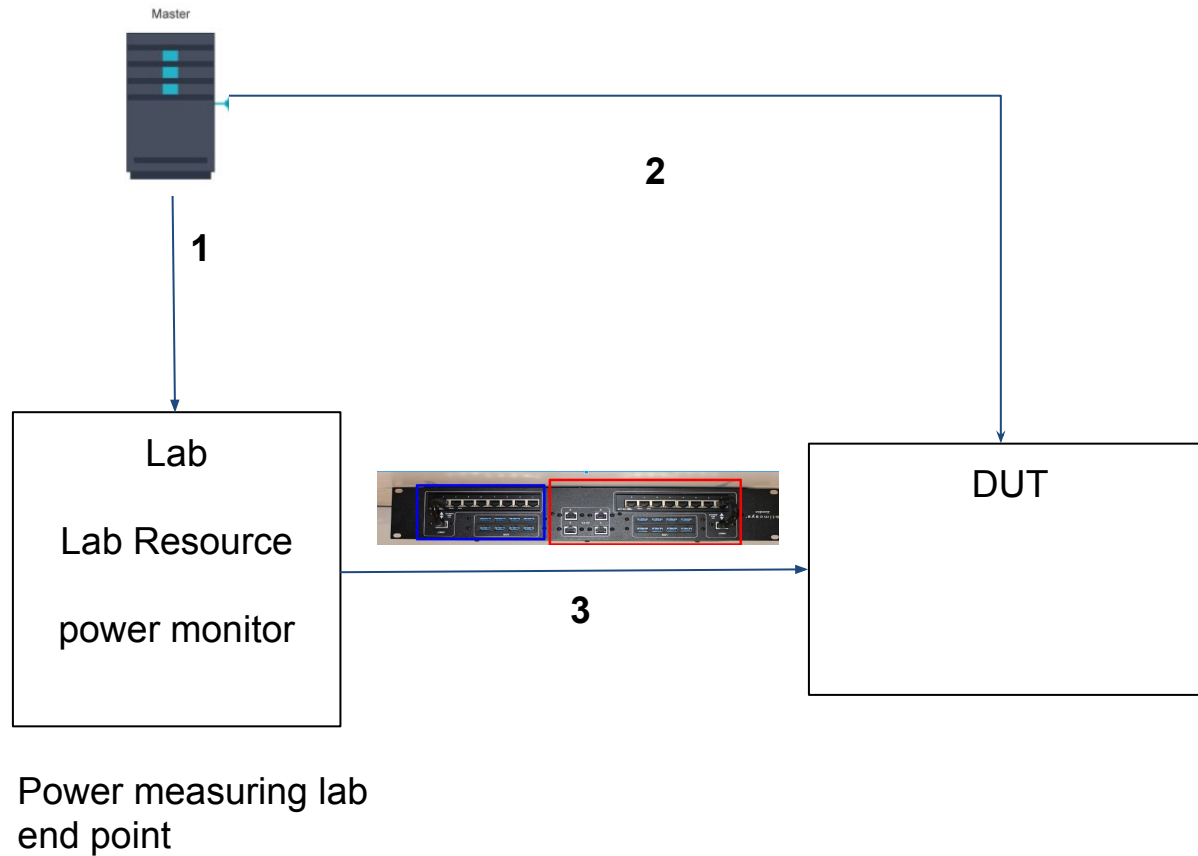 Master
2
1
Lab
Lab Resource
power monitor
DUT
3
Power measuring lab
end point